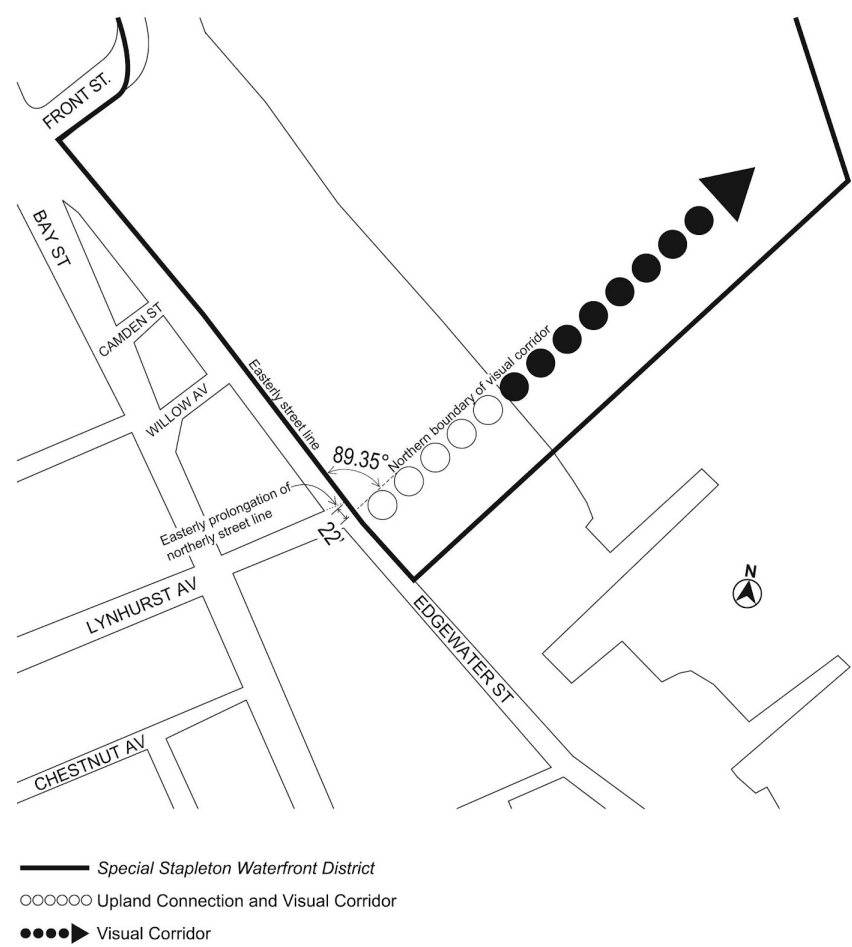 FRONT ST.
BAY ST
CAMDEN ST
WILLOW AV
Easterly street line
Northern boundary of visual corridor
89.35°
Easterly prolongation of
northerly street line
22'
LYNHURST AV
EDGEWATER ST
N
CHESTNUT AV
Special Stapleton Waterfront District
Upland Connection and Visual Corridor
Visual Corridor